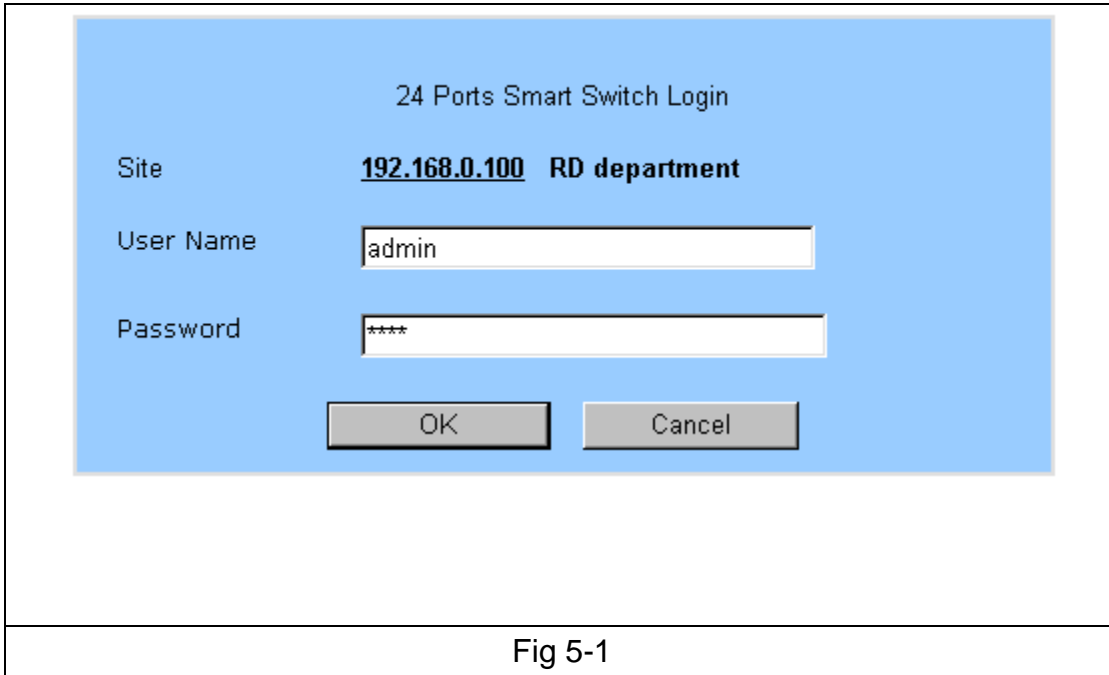 24 Ports Smart Switch Login
Site 192.168.0.100 RD department
User Name admin
Password ****
OK Cancel
Fig 5-1